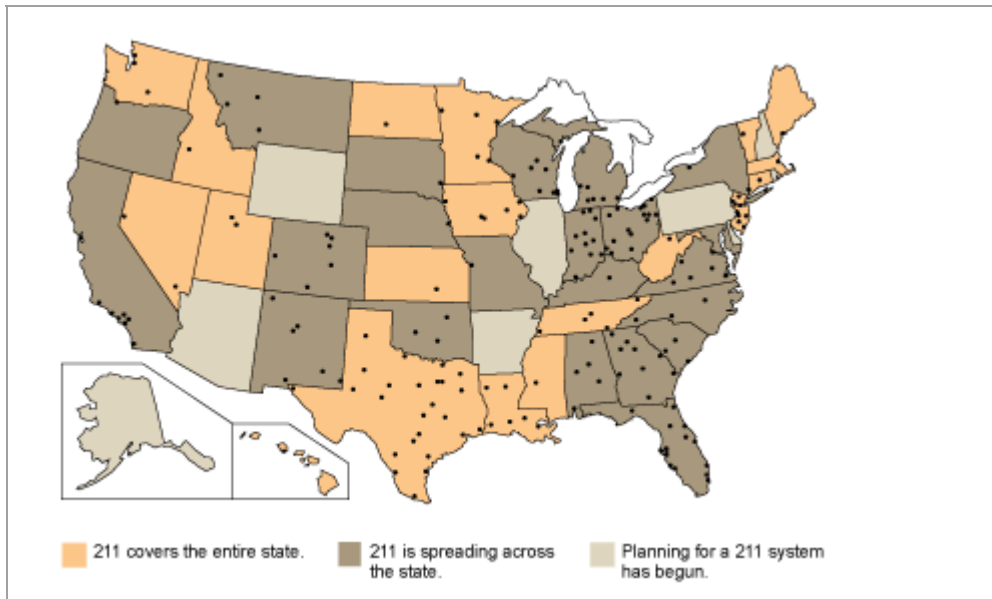 211 covers the entire state.
211 is spreading across
the state.
Planning for a 211 system
has begun.